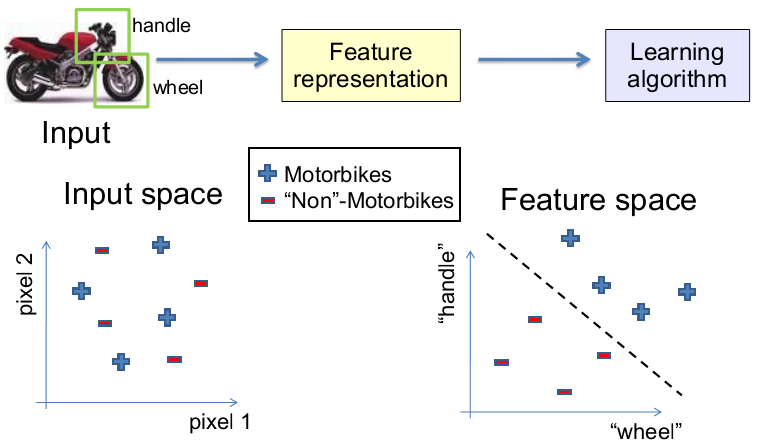 handle
wheel
Input
Feature
representation
Learning
algorithm
Motorbikes
“Non”-Motorbikes
Input space
pixel 2
pixel 1
Feature space
“handle”
“wheel”